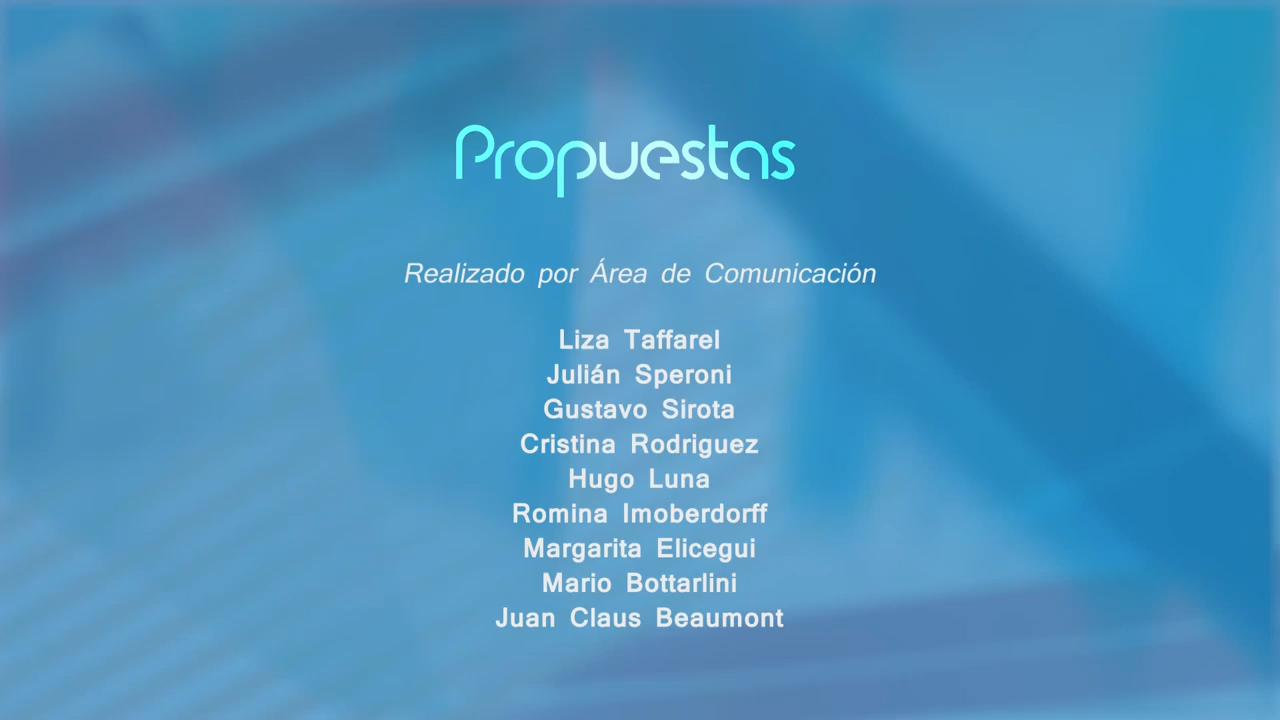 Propuestas
Realizado por Área de Comunicación
Liza Taffarel
Julián Speroni
Gustavo Sirota
Cristina Rodriguez
Hugo Luna
Romina Imoberdorff
Margarita Elicegui
Mario Bottarlini
Juan Claus Beaumont